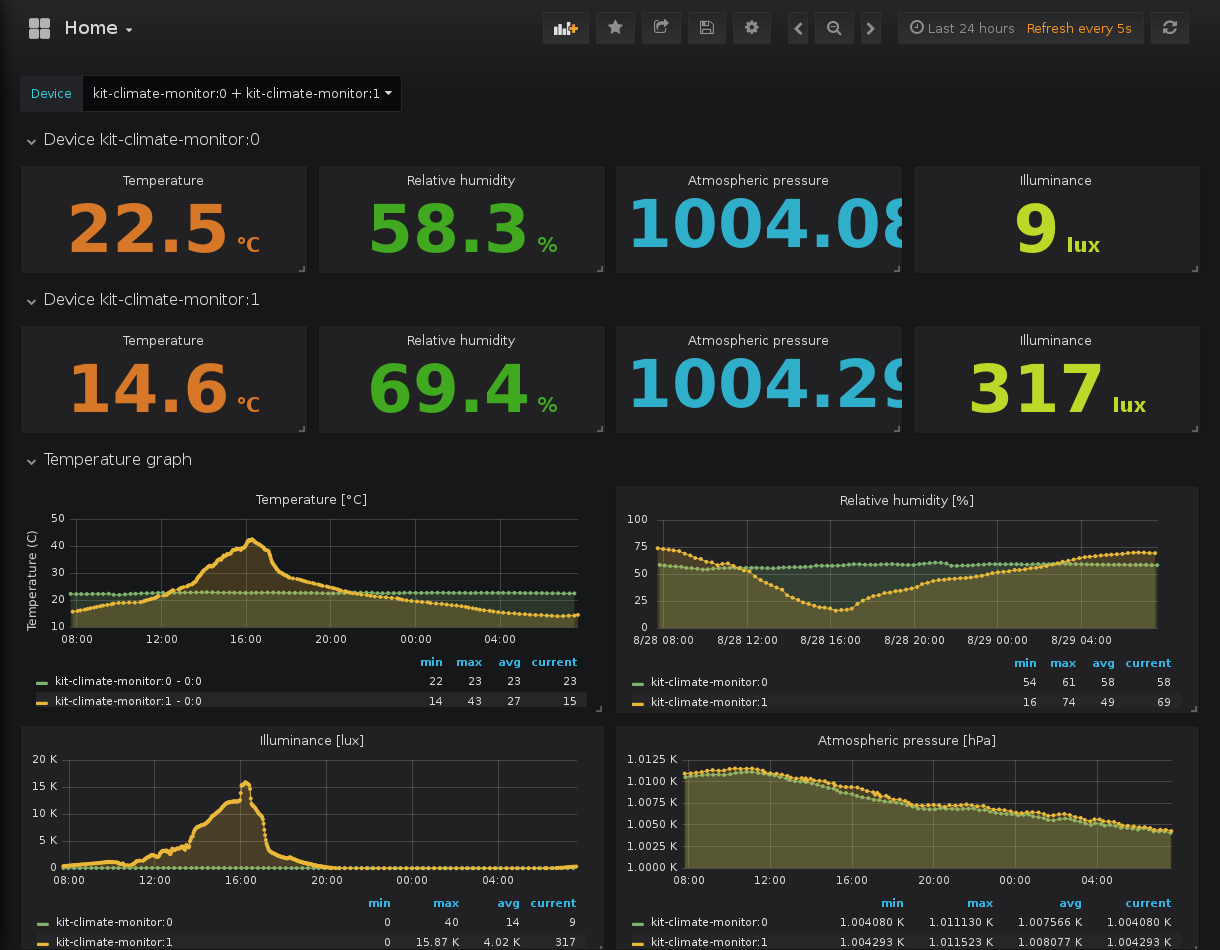 Home
Last 24 hours Refresh every 5s
Device kit-climate-monitor:0 + kit-climate-monitor:1
Device kit-climate-monitor:0
Temperature Relative humidity Atmospheric pressure Illuminance
22.5 °C 58.3 % 1004.08 9 lux
Device kit-climate-monitor:1
Temperature Relative humidity Atmospheric pressure Illuminance
14.6 °C 69.4 % 1004.29 317 lux
Temperature graph
Temperature [°C]
Temperature (C)
50
40
30
20
10
08:00 12:00 16:00 20:00 00:00 04:00
min max avg current
kit-climate-monitor:0 - 0:0 22 23 23 23
kit-climate-monitor:1 - 0:0 14 43 27 15
Relative humidity [%]
100
75
50
25
0
8/28 08:00 8/28 12:00 8/28 16:00 8/28 20:00 8/29 00:00 8/29 04:00
min max avg current
kit-climate-monitor:0 54 61 58 58
kit-climate-monitor:1 16 74 49 69
Illuminance [lux]
20 K
15 K
10 K
5 K
0
08:00 12:00 16:00 20:00 00:00 04:00
min max avg current
kit-climate-monitor:0 0 40 14 9
kit-climate-monitor:1 0 15.87 K 4.02 K 317
Atmospheric pressure [hPa]
1.0125 K
1.0100 K
1.0075 K
1.0050 K
1.0025 K
1.0000 K
08:00 12:00 16:00 20:00 00:00 04:00
min max avg current
kit-climate-monitor:0 1.004080 K 1.011130 K 1.007566 K 1.004080 K
kit-climate-monitor:1 1.004293 K 1.011523 K 1.008077 K 1.004293 K